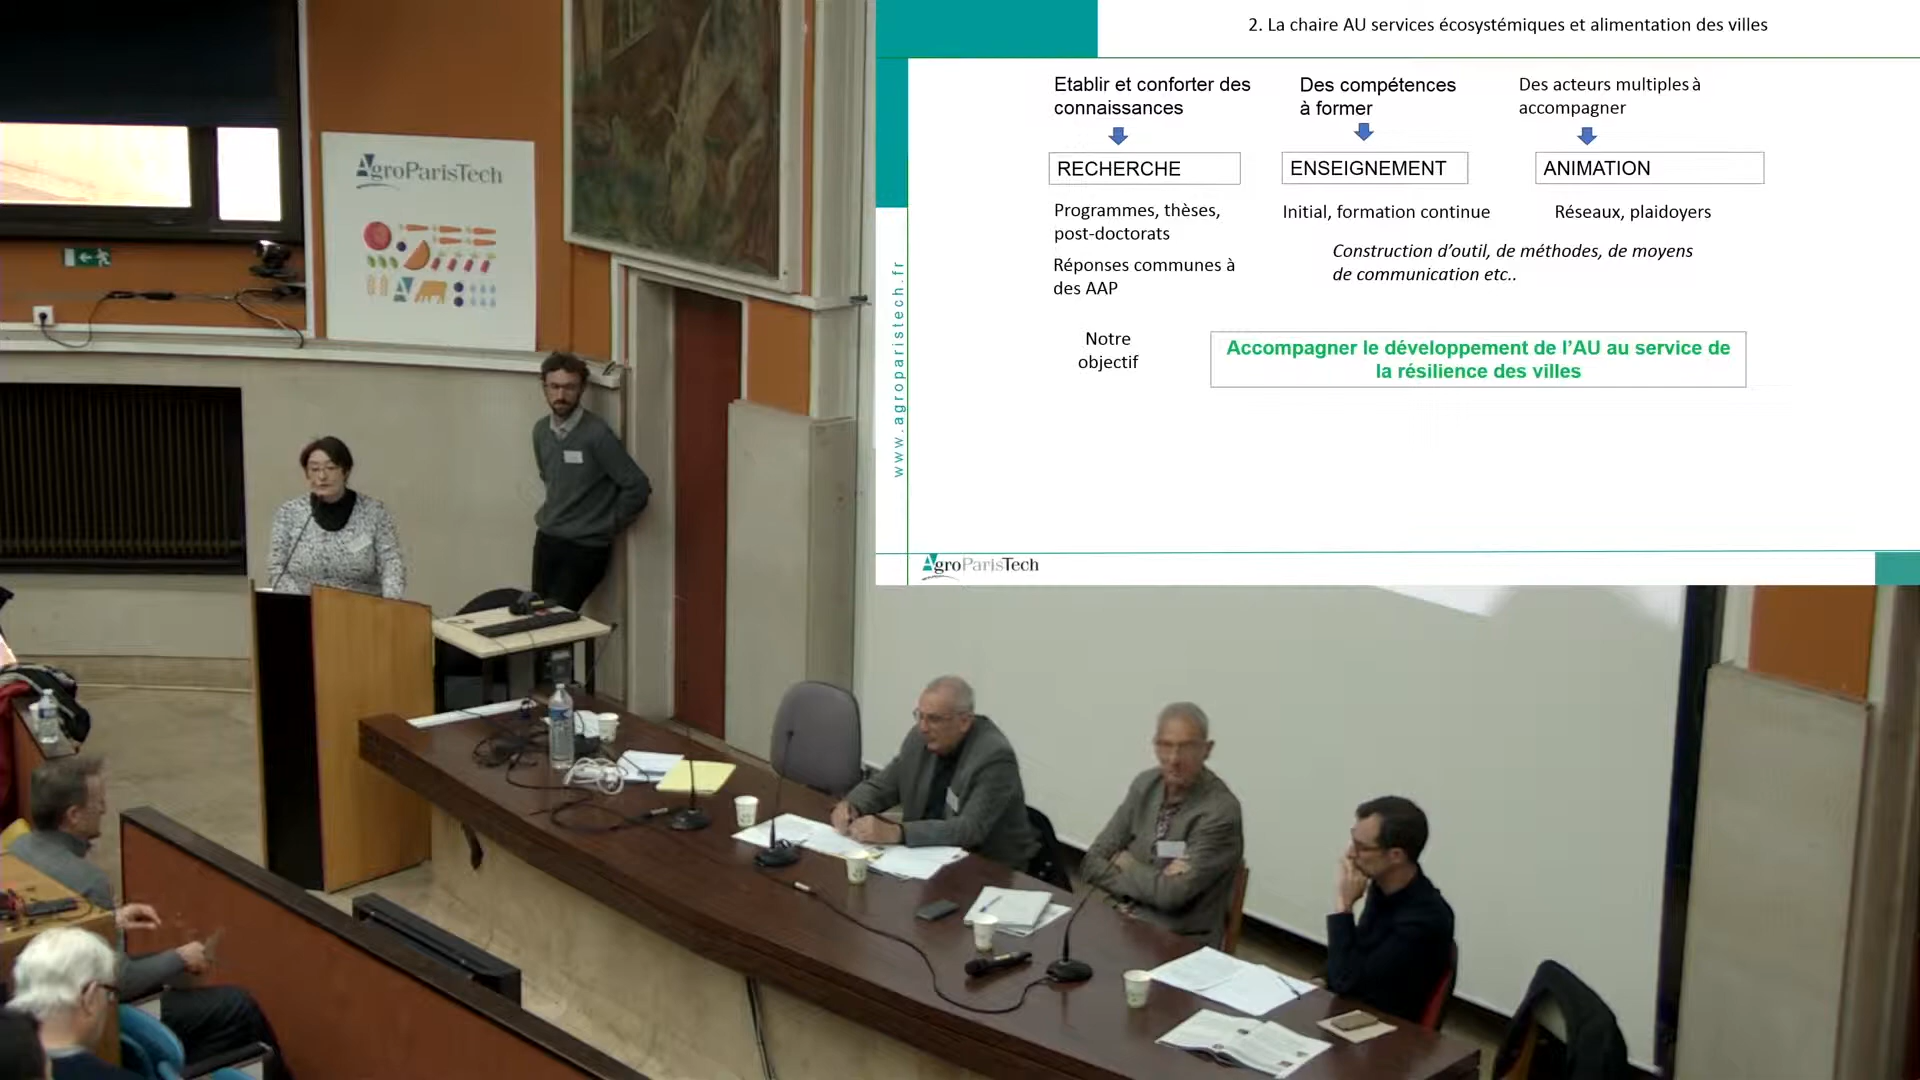 AgroParisTech
2. La chaire AU services écosystémiques et alimentation des villes
Etablir et conforter des
connaissances
RECHERCHE
Programmes, thèses,
post-doctorats
Réponses communes à
des AAP
Des compétences
à former
ENSEIGNEMENT
Initial, formation continue
Des acteurs multiples à
accompagner
ANIMATION
Réseaux, plaidoyers
Construction d'outil, de méthodes, de moyens
de communication etc..
Notre
objectif
Accompagner le développement de l'AU au service de
la résilience des villes
www.agroparistech.fr
AgroParisTech